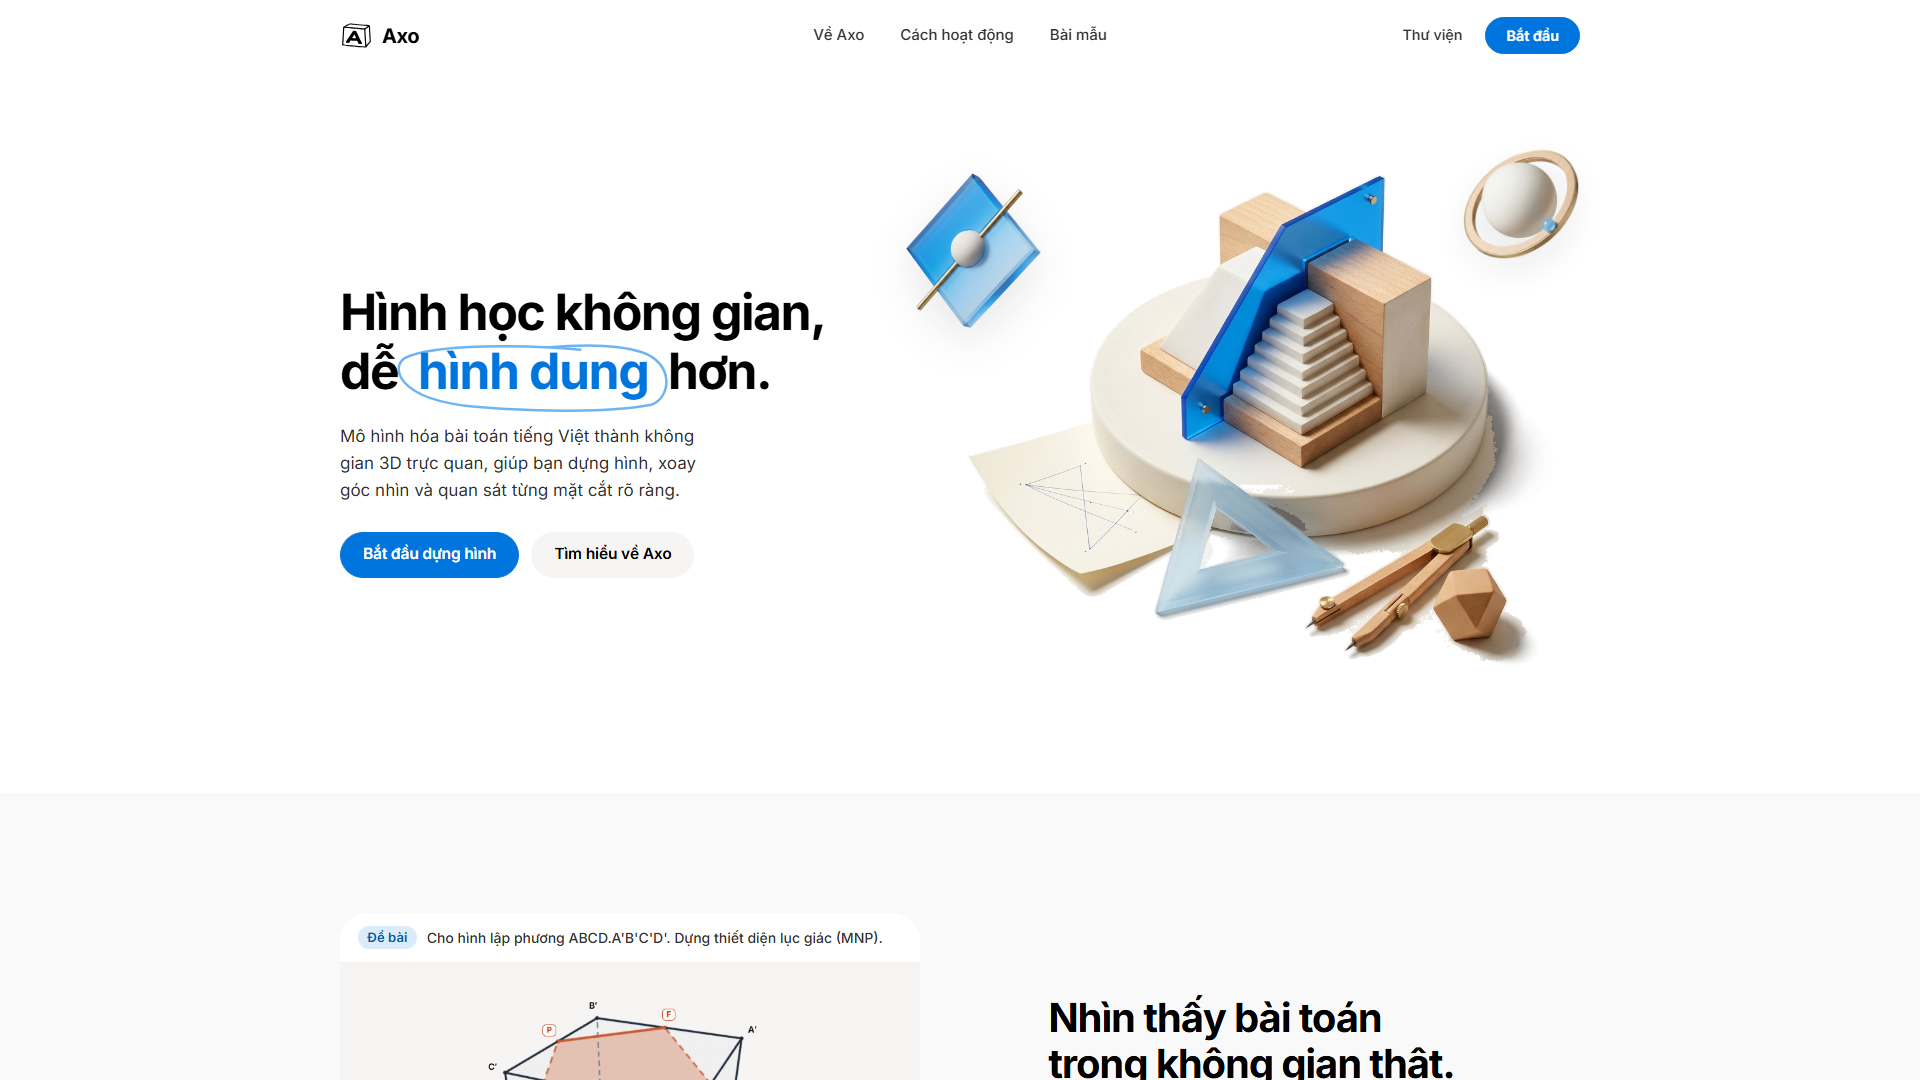 Axo
Về Axo
Cách hoạt động
Bài mẫu
Thư viện
Bắt đầu
Hình học không gian,
dễ hình dung hơn.
Mô hình hóa bài toán tiếng Việt thành không
gian 3D trực quan, giúp bạn dựng hình, xoay
góc nhìn và quan sát từng mặt cắt rõ ràng.
Bắt đầu dựng hình
Tìm hiểu về Axo
Đề bài
Cho hình lập phương ABCD.A'B'C'D'. Dựng thiết diện lục giác (MNP).
B'
F
P
A'
C'
Nhìn thấy bài toán
trong không gian thật.